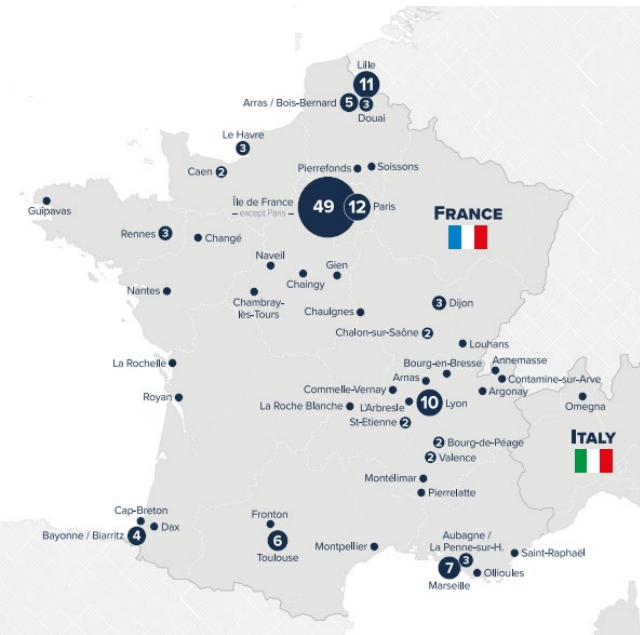 Lille
11
Arras / Bois-Bernard 5 3
Douai
Le Havre
3
Caen 2
Pierrefonds Soissons
Île de France
– except Paris –
49 12 Paris
FRANCE
Guipavas
Rennes 3 Changé
Naveil
Gien
Chaingy
Nantes
Chambray-
lès-Tours
Chaulgnes
3 Dijon
Chalon-sur-Saône 2
Louhans
La Rochelle
Bourg-en-Bresse Annemasse
Arnas Contamine-sur-Arve
Commelle-Vernay Argonay
Royan
La Roche Blanche L'Arbresle 10 Lyon
Omegna
St-Etienne 2
ITALY
2 Bourg-de-Péage
2 Valence
Montélimar
Pierrelatte
Cap-Breton
Dax
Bayonne / Biarritz 4
Fronton
6
Toulouse
Montpellier
Aubagne /
La Penne-sur-H. 3
Saint-Raphaël
7 Ollioules
Marseille